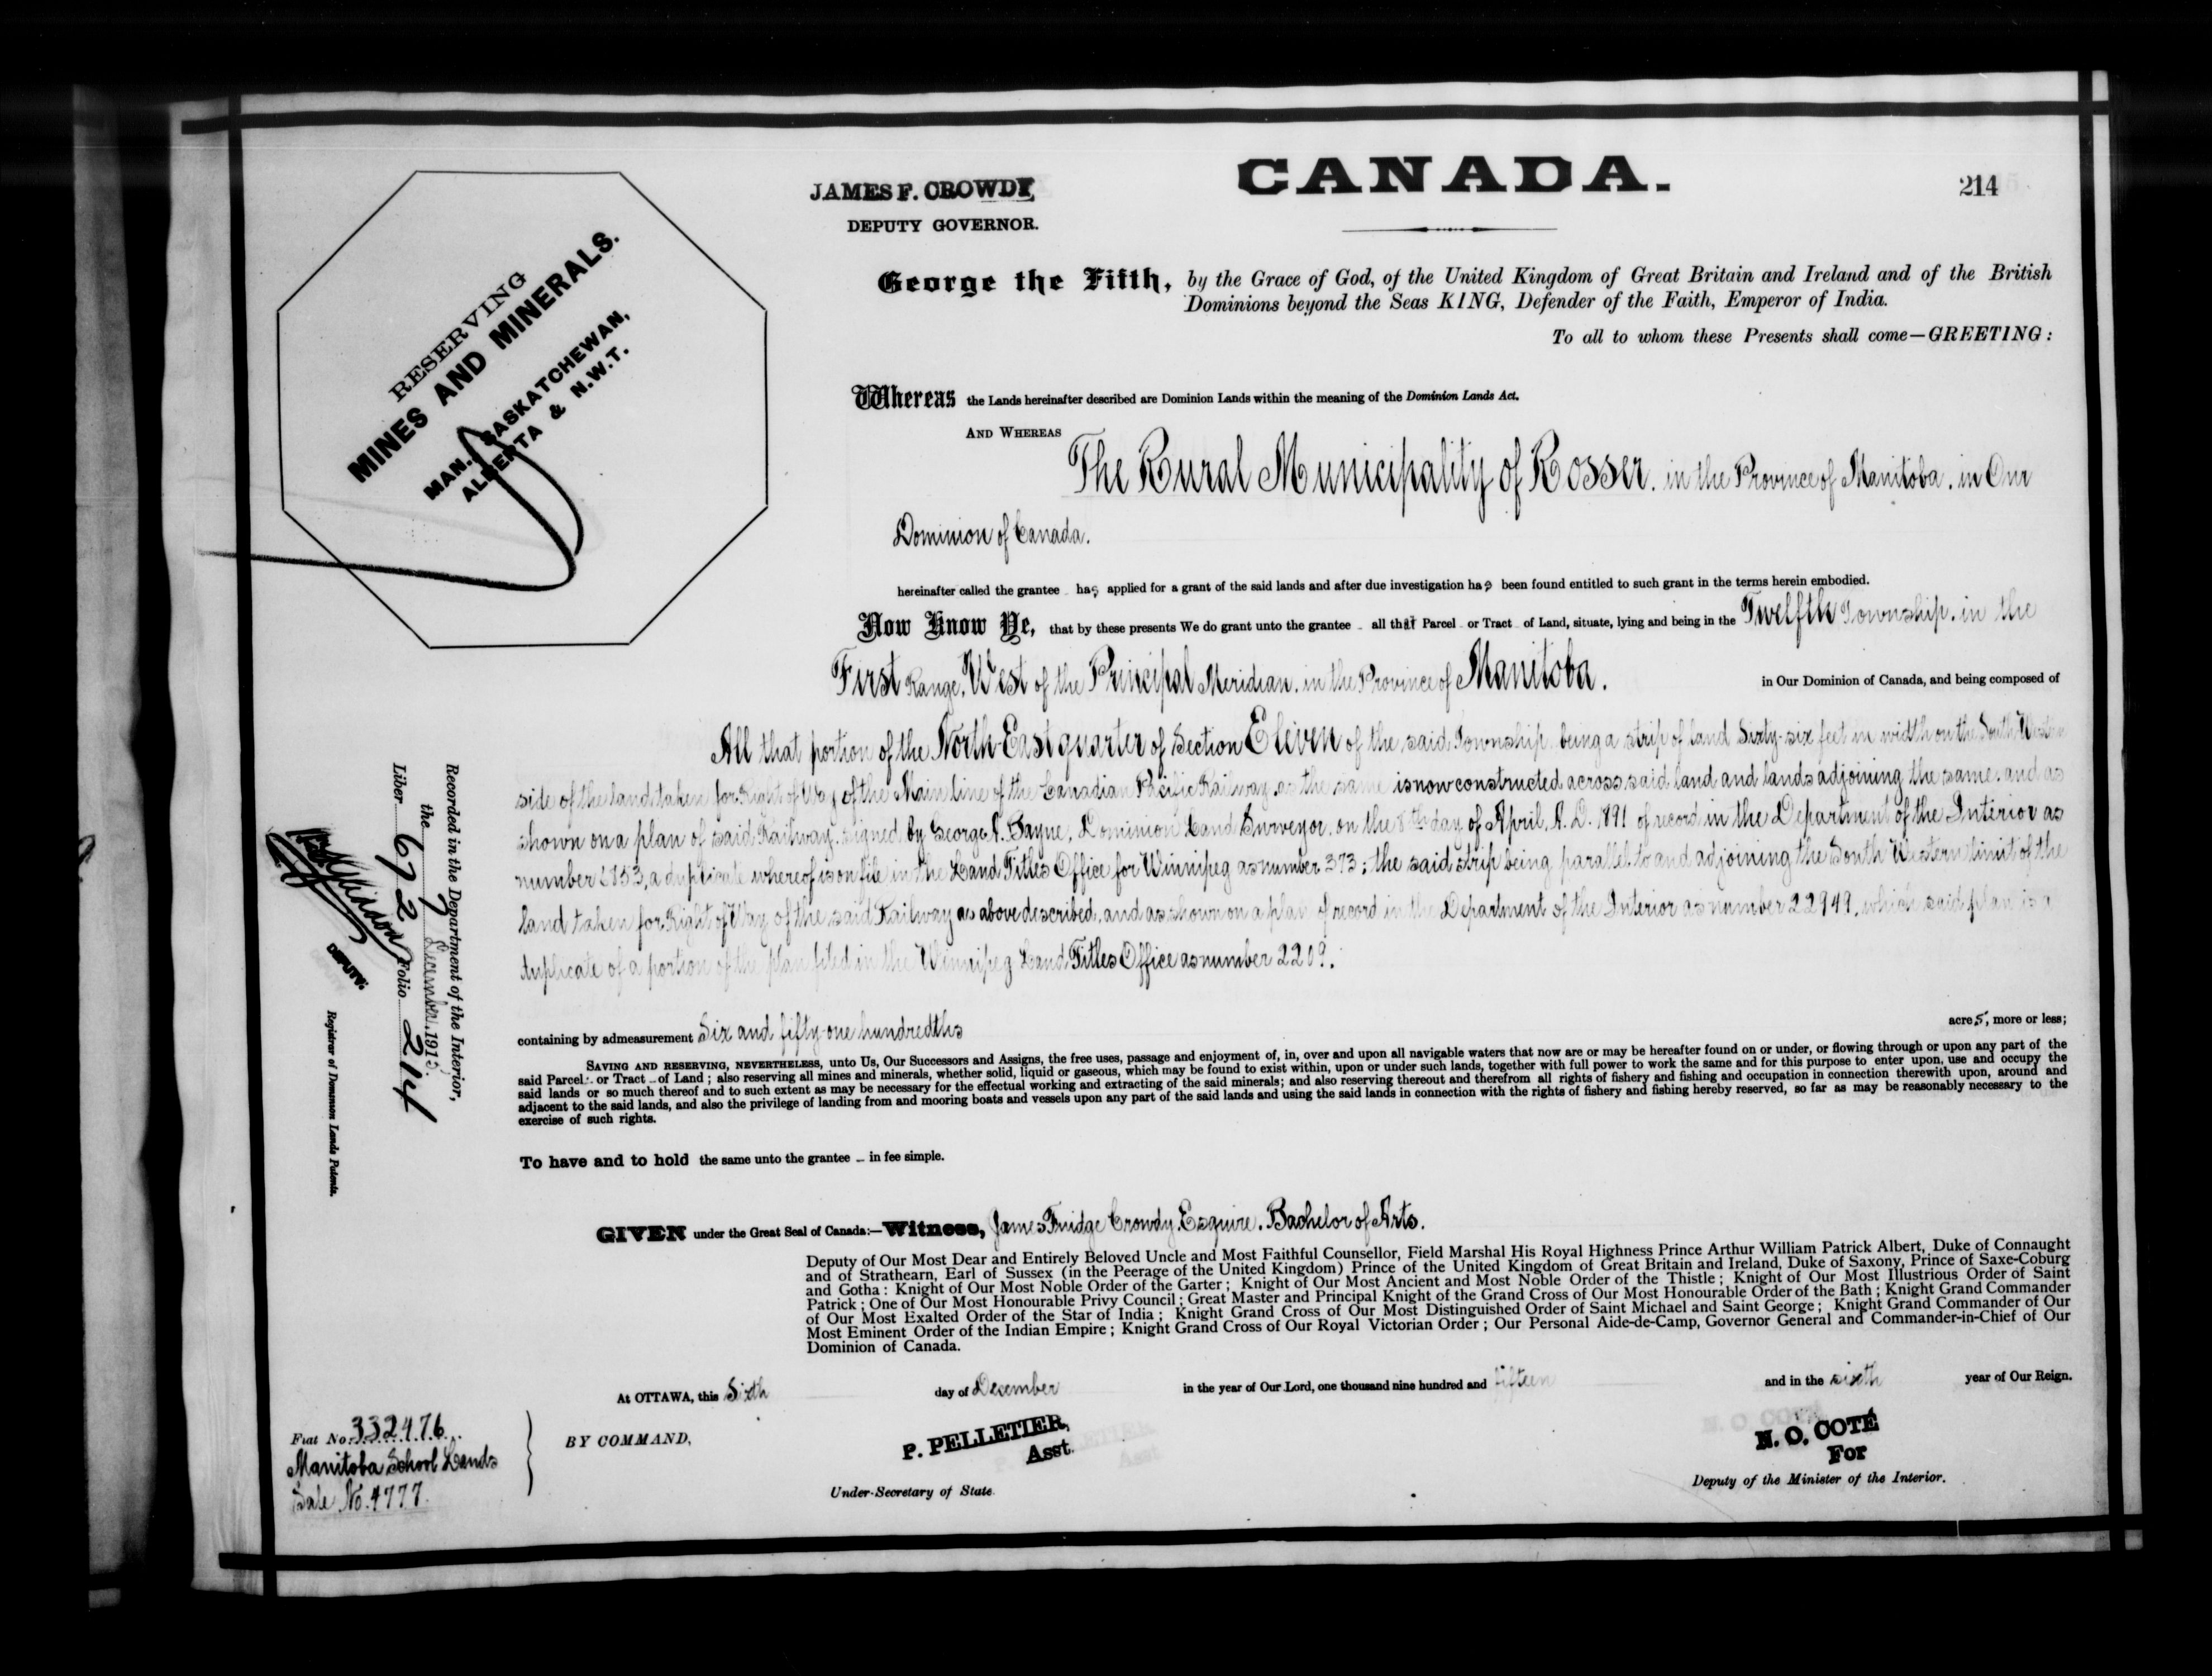 CANADA.
214
JAMES F. CROWDY,
DEPUTY GOVERNOR.
RESERVING
MINES AND MINERALS.
MAN. SASKATCHEWAN,
ALBERTA & N.W.T.
George the Fifth, by the Grace of God, of the United Kingdom of Great Britain and Ireland and of the British
Dominions beyond the Seas KING, Defender of the Faith, Emperor of India.
To all to whom these Presents shall come—GREETING:
Whereas the Lands hereinafter described are Dominion Lands within the meaning of the Dominion Lands Act.
AND WHEREAS The Rural Municipality of Rosser. in the Province of Manitoba. in Our
Dominion of Canada.
hereinafter called the grantee has applied for a grant of the said lands and after due investigation has been found entitled to such grant in the terms herein embodied.
Now Know Ye, that by these presents We do grant unto the grantee all that Parcel or Tract of Land, situate, lying and being in the Twelfth Township. in the
First Range, West of the Principal Meridian. in the Province of Manitoba. in Our Dominion of Canada, and being composed of
All that portion of the North-East quarter of Section Eleven of the said Township being a strip of land Sixty-six feet in width on the South Western
side of the land taken for Right of Way of the Main line of the Canadian Pacific Railway. as the same is now constructed across said land and lands adjoining the same. and as
shown on a plan of said Railway. signed by George A. Bayne, Dominion Land Surveyor, on the 8th day of April, A. D. 1891 of record in the Department of the Interior as
number 1853, a duplicate whereof is on file in the Land Titles Office for Winnipeg as number 373; the said strip being parallel to and adjoining the South Western limit of the
land taken for Right of Way of the said Railway as above described, and as shown on a plan of record in the Department of the Interior as number 22949. which said plan is a
duplicate of a portion of the plan filed in the Winnipeg Land Titles Office as number 2209.
containing by admeasurement Six and fifty-one hundredths acres, more or less;
SAVING AND RESERVING, NEVERTHELESS, unto Us, Our Successors and Assigns, the free uses, passage and enjoyment of, in, over and upon all navigable waters that now are or may be hereafter found on or under, or flowing through or upon any part of the
said Parcel or Tract of Land; also reserving all mines and minerals, whether solid, liquid or gaseous, which may be found to exist within, upon or under such lands, together with full power to work the same and for this purpose to enter upon, use and occupy the
said lands or so much thereof and to such extent as may be necessary for the effectual working and extracting of the said minerals; and also reserving thereout and therefrom all rights of fishery and fishing and occupation in connection therewith upon, around and
adjacent to the said lands, and also the privilege of landing from and mooring boats and vessels upon any part of the said lands and using the said lands in connection with the rights of fishery and fishing hereby reserved, so far as may be reasonably necessary to the
exercise of such rights.
To have and to hold the same unto the grantee in fee simple.
GIVEN under the Great Seal of Canada:—Witness, James Fuidge Crowdy, Esquire. Bachelor of Arts.
Deputy of Our Most Dear and Entirely Beloved Uncle and Most Faithful Counsellor, Field Marshal His Royal Highness Prince Arthur William Patrick Albert, Duke of Connaught
and of Strathearn, Earl of Sussex (in the Peerage of the United Kingdom) Prince of the United Kingdom of Great Britain and Ireland, Duke of Saxony, Prince of Saxe-Coburg
and Gotha: Knight of Our Most Noble Order of the Garter; Knight of Our Most Ancient and Most Noble Order of the Thistle; Knight of Our Most Illustrious Order of Saint
Patrick; One of Our Most Honourable Privy Council; Great Master and Principal Knight of the Grand Cross of Our Most Honourable Order of the Bath; Knight Grand Commander
of Our Most Exalted Order of the Star of India; Knight Grand Cross of Our Most Distinguished Order of Saint Michael and Saint George; Knight Grand Commander of Our
Most Eminent Order of the Indian Empire; Knight Grand Cross of Our Royal Victorian Order; Our Personal Aide-de-Camp, Governor General and Commander-in-Chief of Our
Dominion of Canada.
At OTTAWA, this Sixth day of December in the year of Our Lord, one thousand nine hundred and fifteen and in the sixth year of Our Reign.
BY COMMAND,
P. PELLETIER,
Asst.
Under-Secretary of State.
N. O. COTÉ
For
Deputy of the Minister of the Interior.
Fiat No. 332476
Manitoba School Lands
Sale No. 4777.
Recorded in the Department of the Interior,
the 7 December. 1915.
Liber 672 Folio 214
DEPUTY.
Registrar of Dominion Lands Patents.